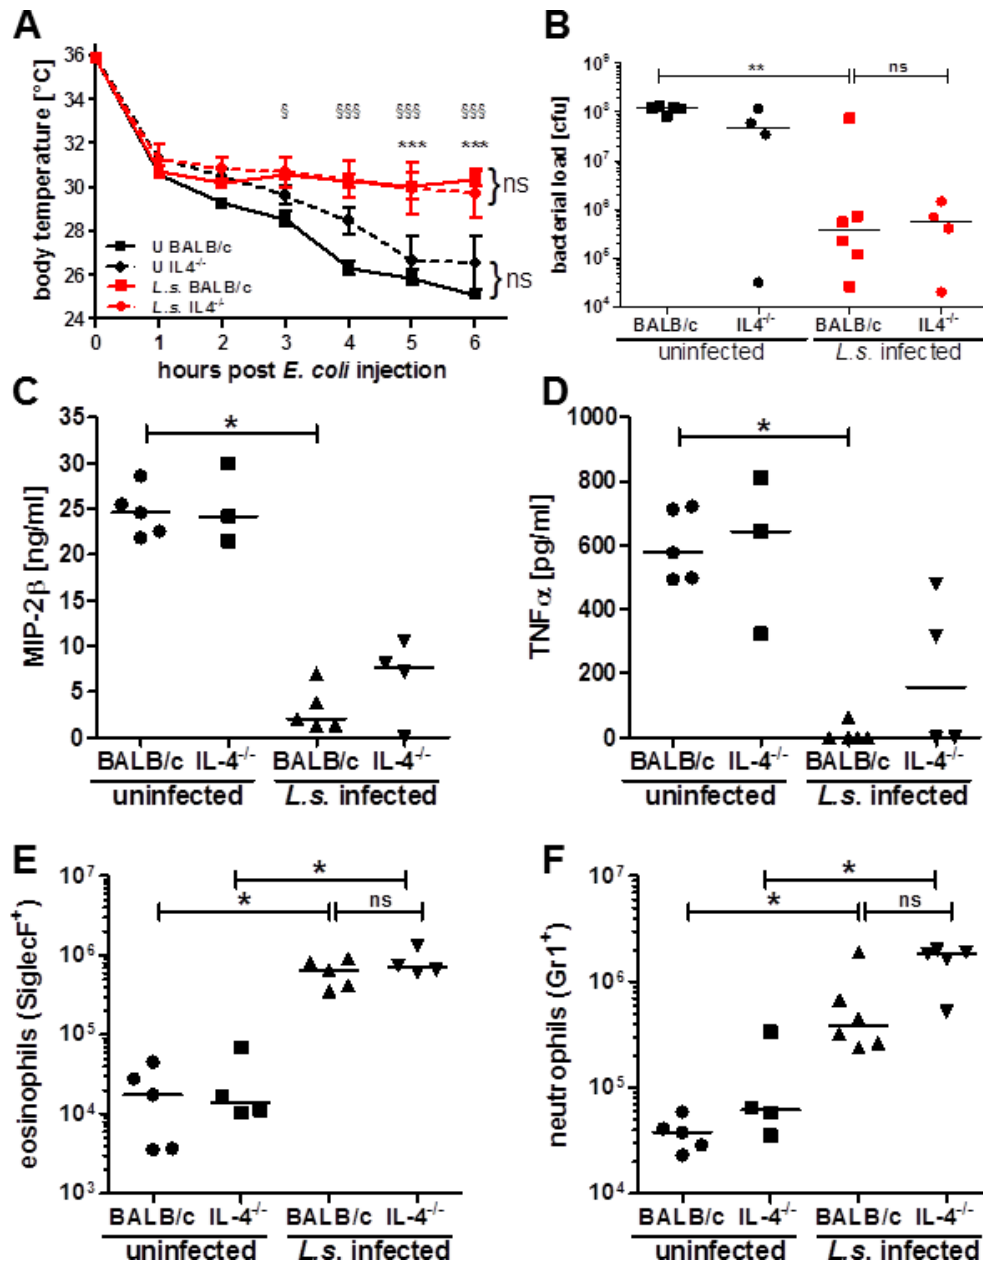 A
body temperature [°C]
36
34
32
30
28
26
24
§ §§§ §§§ §§§
*** ***
} ns
} ns
U BALB/c
U IL4-/-
L.s. BALB/c
L.s. IL4-/-
0 1 2 3 4 5 6
hours post E. coli injection
B
bacterial load [cfu]
10⁹
10⁸
10⁷
10⁶
10⁵
10⁴
** ns
BALB/c IL4-/- BALB/c IL4-/-
uninfected L.s. infected
C
MIP-2β [ng/ml]
35
30
25
20
15
10
5
0
*
BALB/c IL-4-/- BALB/c IL-4-/-
uninfected L.s. infected
D
TNFα [pg/ml]
1000
800
600
400
200
0
*
BALB/c IL-4-/- BALB/c IL-4-/-
uninfected L.s. infected
E
eosinophils (SiglecF+)
10⁷
10⁶
10⁵
10⁴
10³
*
* ns
BALB/c IL-4-/- BALB/c IL-4-/-
uninfected L.s. infected
F
neutrophils (Gr1+)
10⁷
10⁶
10⁵
10⁴
*
* ns
BALB/c IL-4-/- BALB/c IL-4-/-
uninfected L.s. infected